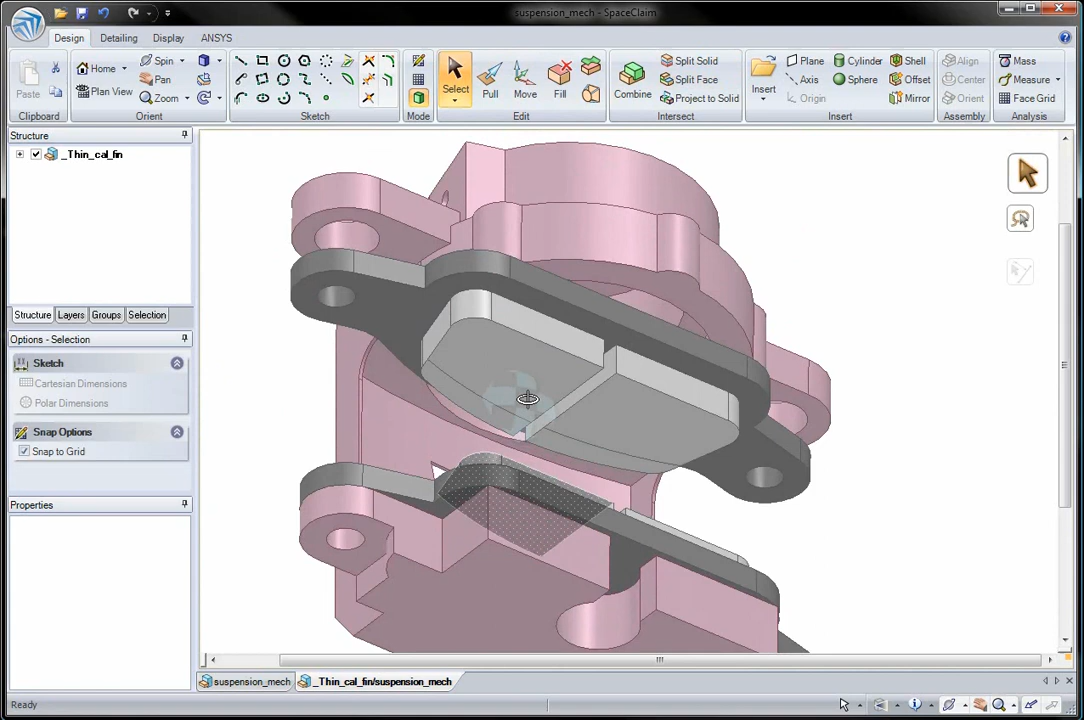 suspension_mech - SpaceClaim
Design Detailing Display ANSYS
Paste
Clipboard
Home Spin
Plan View Pan
Zoom
Orient
Sketch
Mode
Select Pull Move Fill
Edit
Combine
Split Solid
Split Face
Project to Solid
Intersect
Insert
Plane Cylinder Shell
Axis Sphere Offset
Origin Mirror
Insert
Align
Center
Orient
Assembly
Mass
Measure
Face Grid
Analysis
Structure
_Thin_cal_fin
Structure Layers Groups Selection
Options - Selection
Sketch
Cartesian Dimensions
Polar Dimensions
Snap Options
Snap to Grid
Properties
suspension_mech _Thin_cal_fin/suspension_mech
Ready